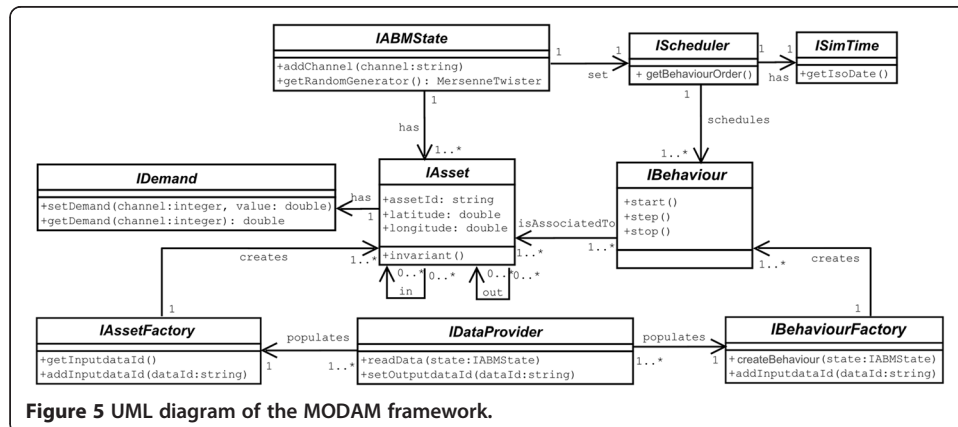 IABMState
+addChannel(channel:string)
+getRandomGenerator(): MersenneTwister
1
1
set
IScheduler
+ getBehaviourOrder()
1
1
has
ISimTime
+getIsoDate()
1
has
1..*
1
schedules
1..*
IDemand
+setDemand(channel:integer, value: double)
+getDemand(channel:integer): double
has
1
IAsset
+assetId: string
+latitude: double
+longitude: double
+invariant()
isAssociatedTo
1..*
1..*
IBehaviour
+start()
+step()
+stop()
creates
1..*
1
0..*
0..*
in
0..*
0..*
out
1..*
creates
1
IAssetFactory
+getInputdataId()
+addInputdataId(dataId:string)
populates
1
1..*
IDataProvider
+readData(state:IABMState)
+setOutputdataId(dataId:string)
populates
1..*
1
IBehaviourFactory
+createBehaviour(state:IABMState)
+addInputdataId(dataId:string)
Figure 5 UML diagram of the MODAM framework.